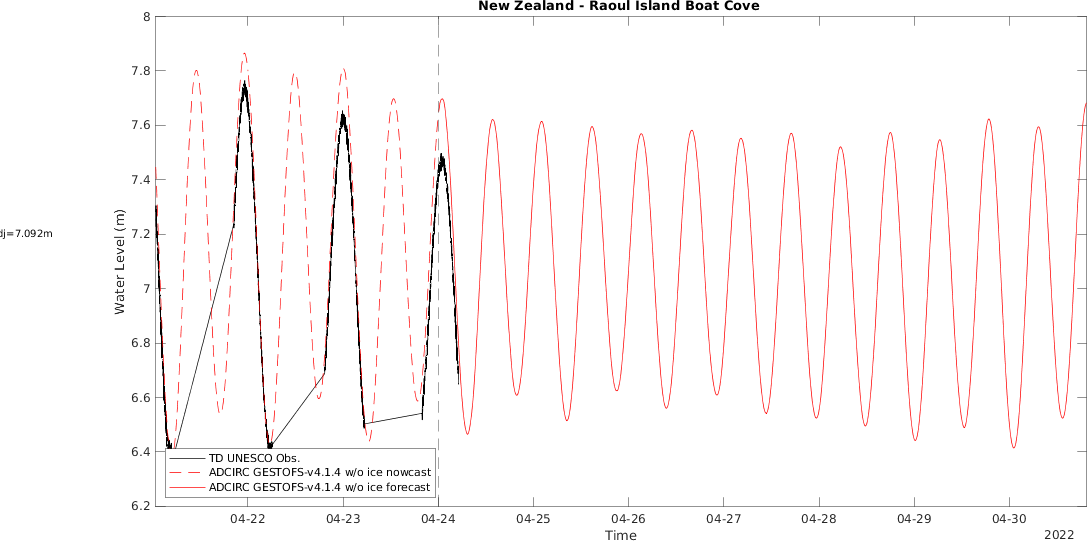 New Zealand - Raoul Island Boat Cove
8
7.8
7.6
7.4
7.2
7
6.8
6.6
6.4
6.2
Water Level (m)
dj=7.092m
TD UNESCO Obs.
ADCIRC GESTOFS-v4.1.4 w/o ice nowcast
ADCIRC GESTOFS-v4.1.4 w/o ice forecast
04-22
04-23
04-24
04-25
04-26
04-27
04-28
04-29
04-30
Time
2022